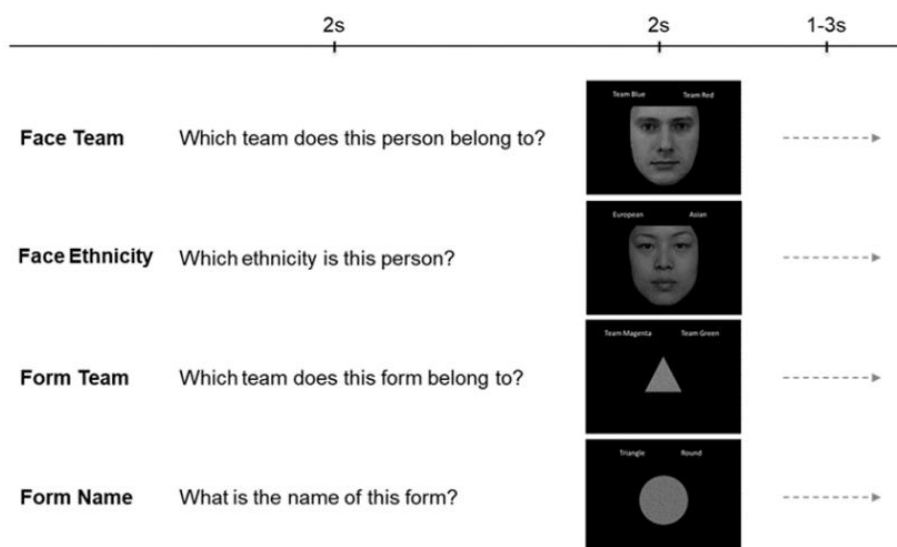 2s 2s 1-3s
Face Team Which team does this person belong to? Team Blue Team Red
Face Ethnicity Which ethnicity is this person? European Asian
Form Team Which team does this form belong to? Team Magenta Team Green
Form Name What is the name of this form? Triangle Round